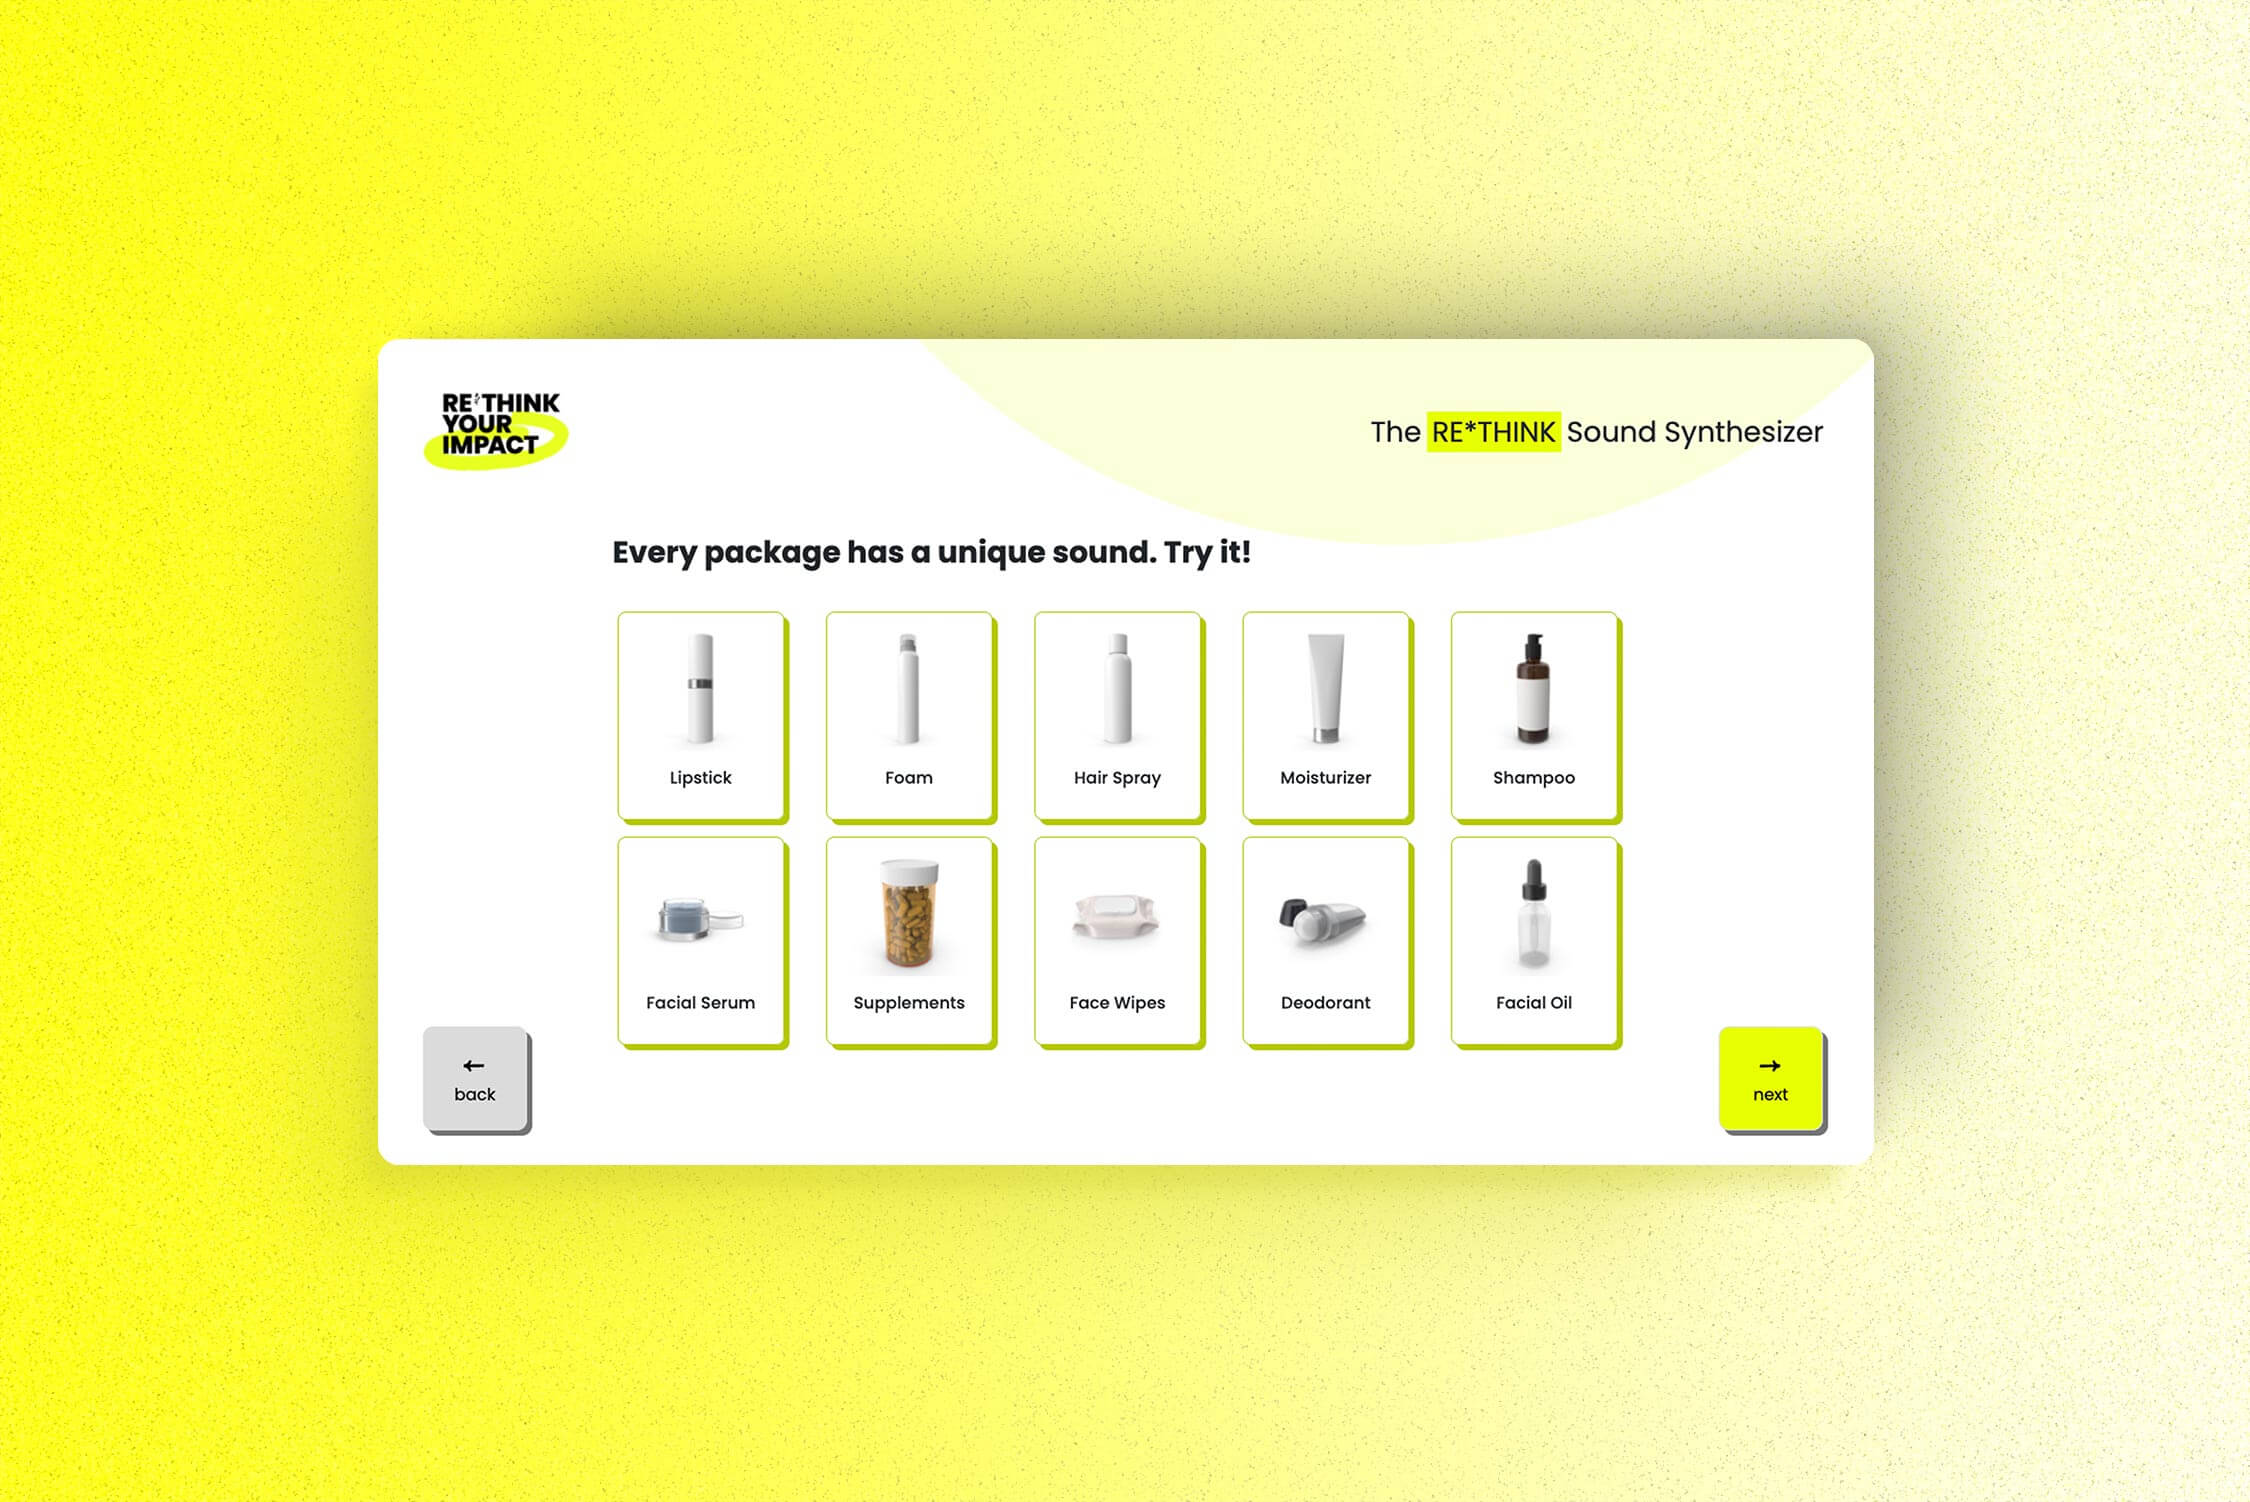 RE*THINK
YOUR
IMPACT
The RE*THINK Sound Synthesizer
Every package has a unique sound. Try it!
Lipstick
Foam
Hair Spray
Moisturizer
Shampoo
Facial Serum
Supplements
Face Wipes
Deodorant
Facial Oil
← back
→ next